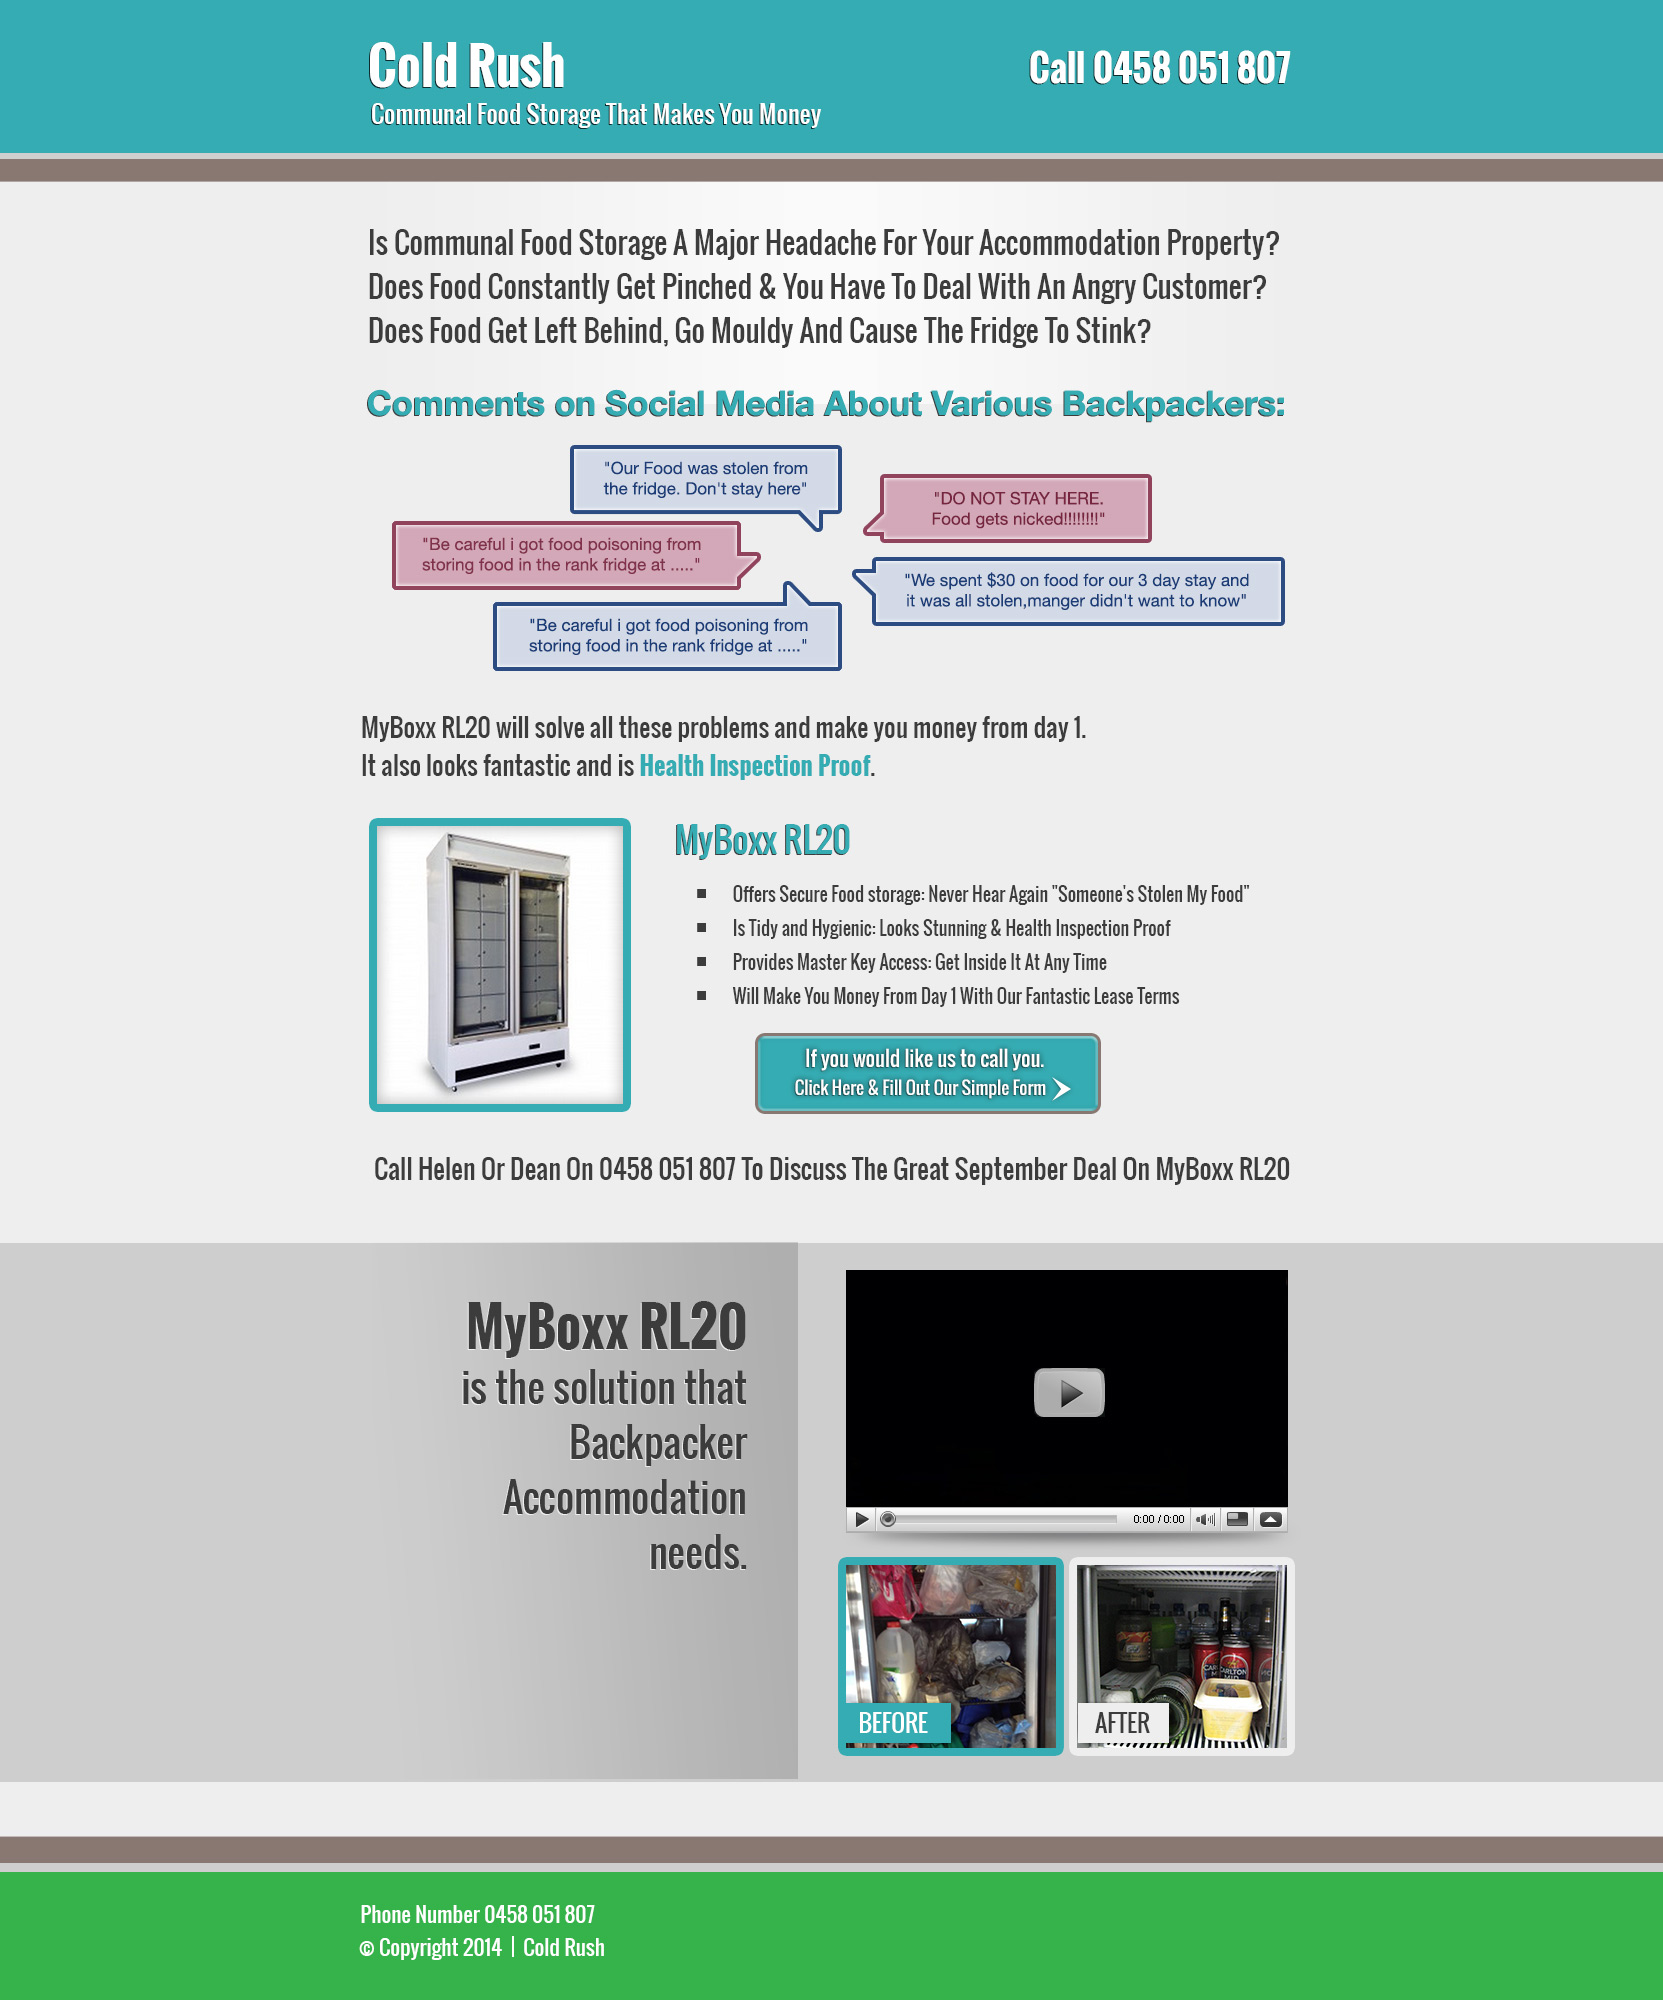 Cold Rush
Communal Food Storage That Makes You Money
Call 0458 051 807
Is Communal Food Storage A Major Headache For Your Accommodation Property?
Does Food Constantly Get Pinched & You Have To Deal With An Angry Customer?
Does Food Get Left Behind, Go Mouldy And Cause The Fridge To Stink?
Comments on Social Media About Various Backpackers:
"Our Food was stolen from
the fridge. Don't stay here"
"DO NOT STAY HERE.
Food gets nicked!!!!!!!!"
"Be careful i got food poisoning from
storing food in the rank fridge at ....."
"We spent $30 on food for our 3 day stay and
it was all stolen,manger didn't want to know"
"Be careful i got food poisoning from
storing food in the rank fridge at ....."
MyBoxx RL20 will solve all these problems and make you money from day 1.
It also looks fantastic and is Health Inspection Proof.
MyBoxx RL20
Offers Secure Food storage: Never Hear Again "Someone's Stolen My Food"
Is Tidy and Hygienic: Looks Stunning & Health Inspection Proof
Provides Master Key Access: Get Inside It At Any Time
Will Make You Money From Day 1 With Our Fantastic Lease Terms
If you would like us to call you.
Click Here & Fill Out Our Simple Form
Call Helen Or Dean On 0458 051 807 To Discuss The Great September Deal On MyBoxx RL20
MyBoxx RL20
is the solution that
Backpacker
Accommodation
needs.
0:00 / 0:00
CARLTON
MID
BEFORE
AFTER
Phone Number 0458 051 807
© Copyright 2014 | Cold Rush